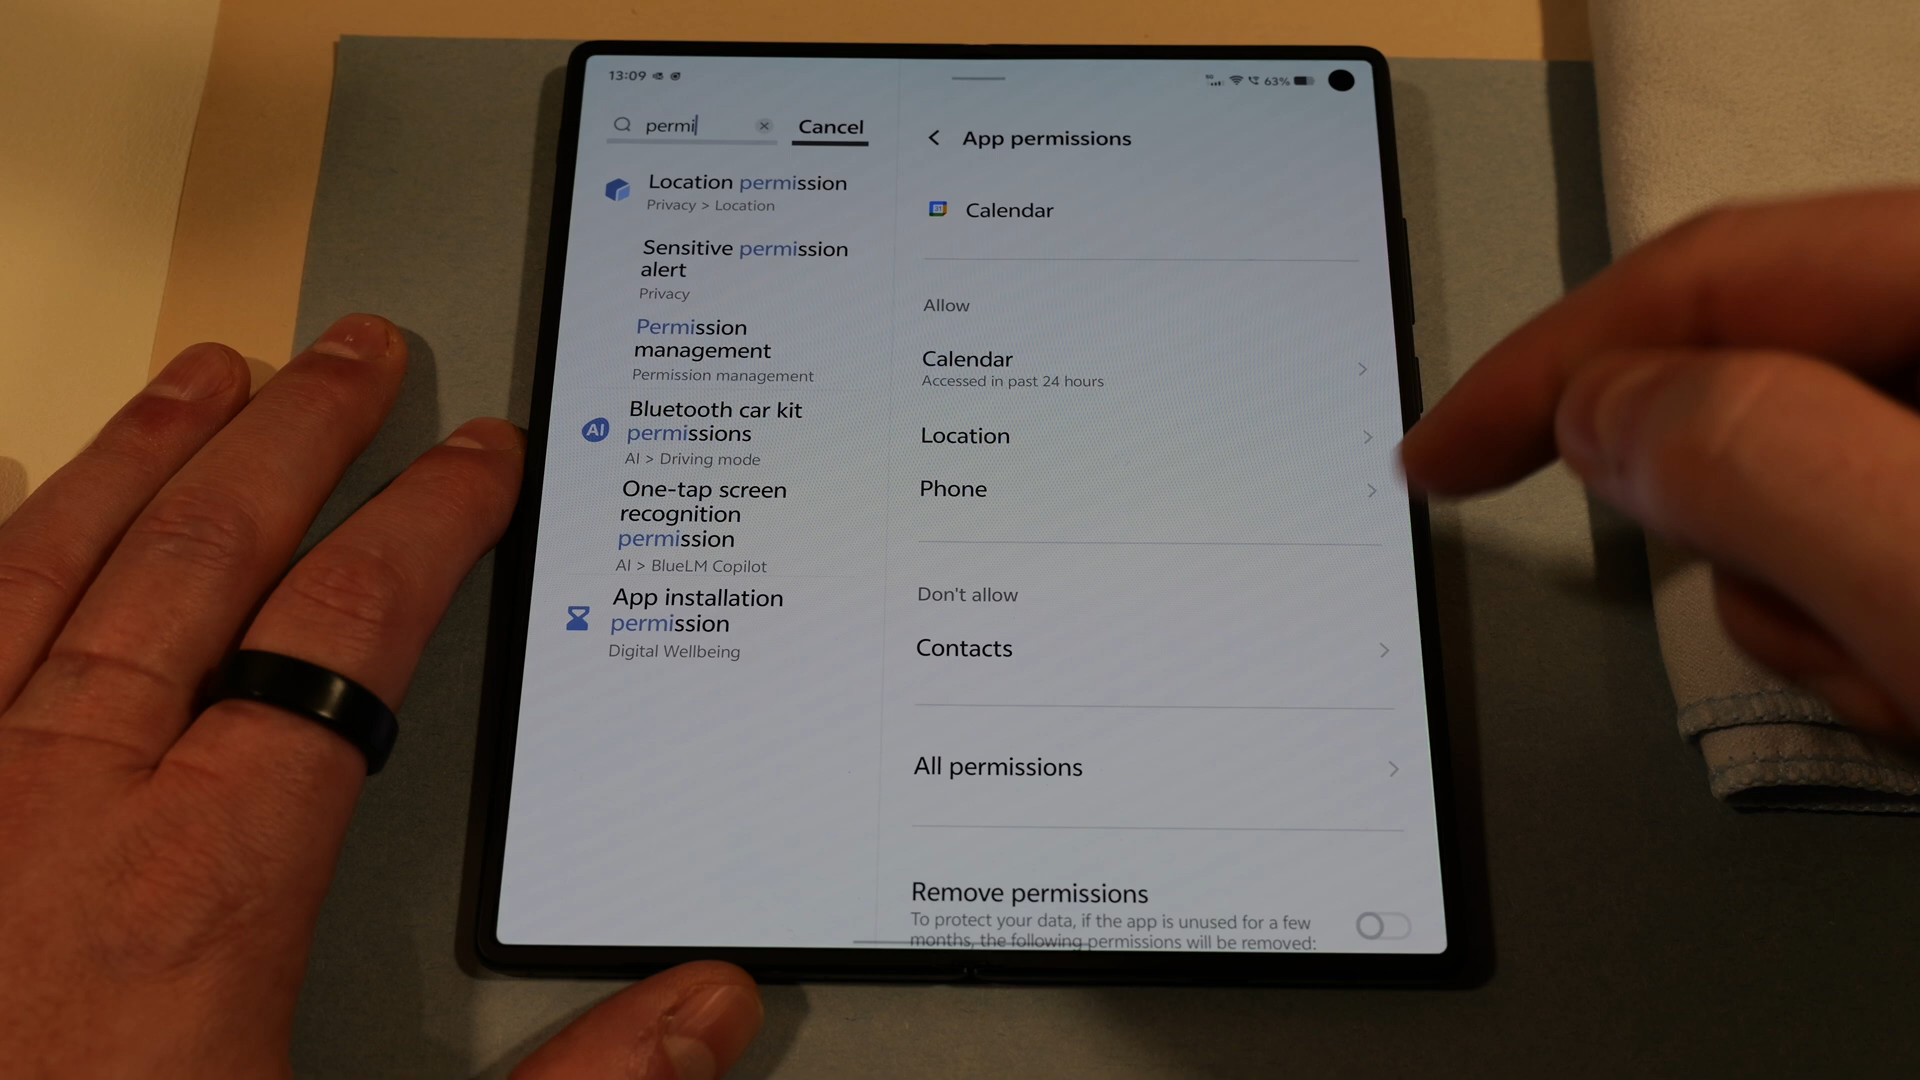 13:09
63%
permi
Cancel
Location permission
Privacy > Location
Sensitive permission
alert
Privacy
Permission
management
Permission management
AI
Bluetooth car kit
permissions
AI > Driving mode
One-tap screen
recognition
permission
AI > BlueLM Copilot
App installation
permission
Digital Wellbeing
App permissions
Calendar
Allow
Calendar
Accessed in past 24 hours
Location
Phone
Don't allow
Contacts
All permissions
Remove permissions
To protect your data, if the app is unused for a few
months, the following permissions will be removed: